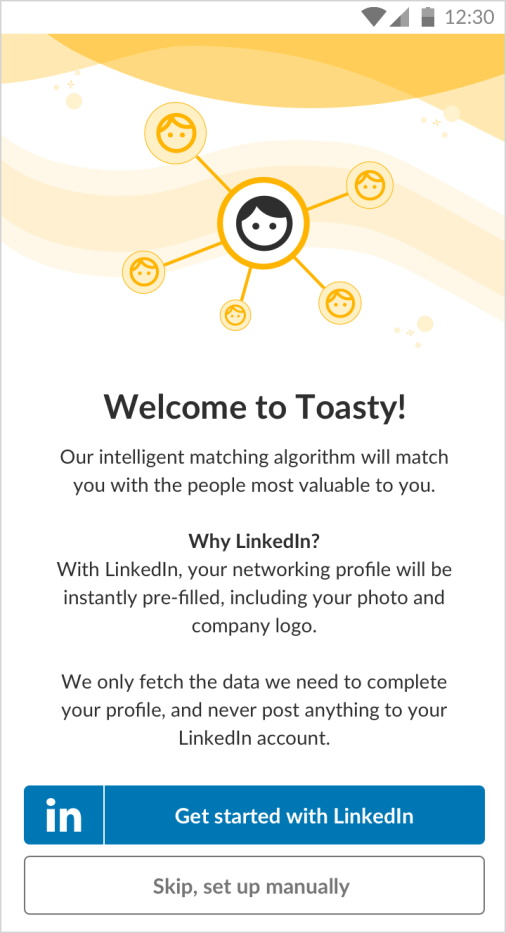 12:30
Welcome to Toasty!
Our intelligent matching algorithm will match
you with the people most valuable to you.
Why LinkedIn?
With LinkedIn, your networking profile will be
instantly pre-filled, including your photo and
company logo.
We only fetch the data we need to complete
your profile, and never post anything to your
LinkedIn account.
in Get started with LinkedIn
Skip, set up manually